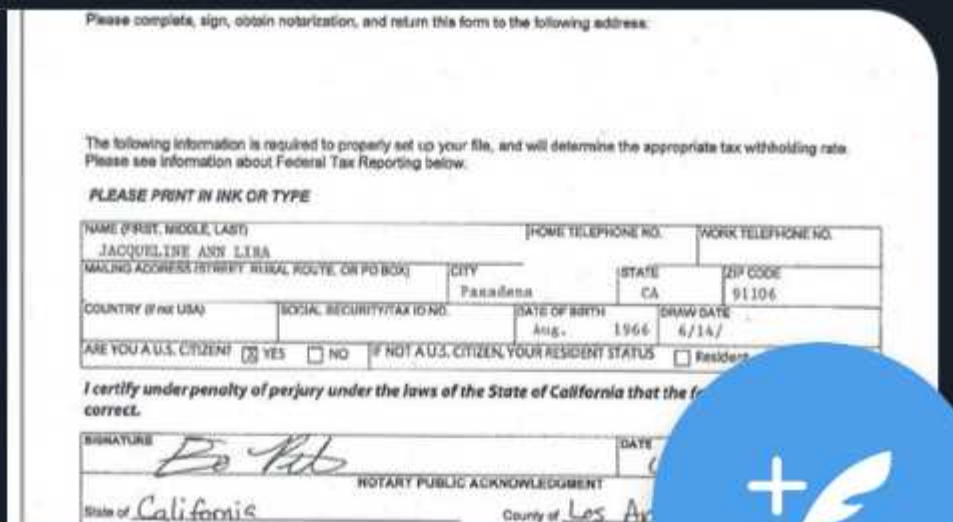 Please complete, sign, obtain notarization, and return this form to the following address:
The following information is required to properly set up your file, and will determine the appropriate tax withholding rate.
Please see information about Federal Tax Reporting below.
PLEASE PRINT IN INK OR TYPE
NAME (FIRST, MIDDLE, LAST) HOME TELEPHONE NO. WORK TELEPHONE NO.
JACQUELINE ANN LIRA
MAILING ADDRESS (STREET, RURAL ROUTE, OR PO BOX) CITY STATE ZIP CODE
Pasadena CA 91106
COUNTRY (if not USA) SOCIAL SECURITY/TAX ID NO. DATE OF BIRTH DRAW DATE
Aug. 1966 6/14/
ARE YOU A U.S. CITIZEN? X YES NO IF NOT A U.S. CITIZEN, YOUR RESIDENT STATUS Resident
I certify under penalty of perjury under the laws of the State of California that the
correct.
SIGNATURE DATE
NOTARY PUBLIC ACKNOWLEDGMENT
State of California County of Los